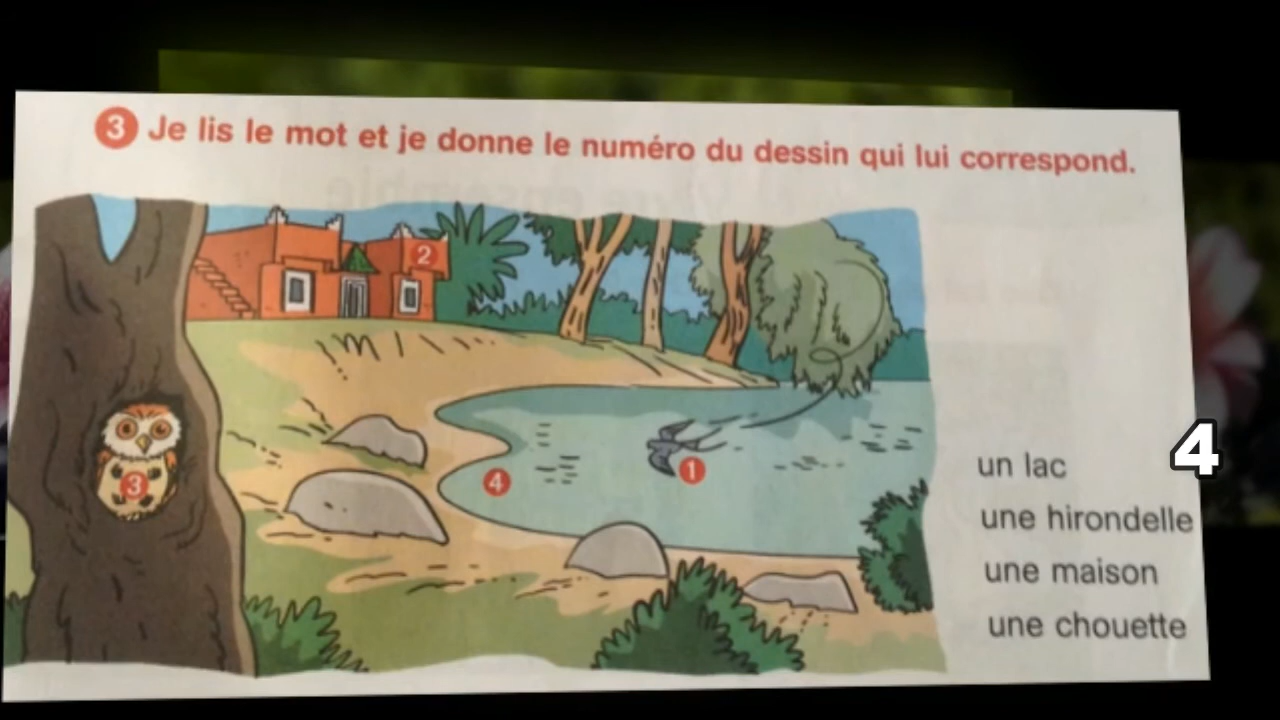 3 Je lis le mot et je donne le numéro du dessin qui lui correspond.
2
3
4
1
un lac 4
une hirondelle
une maison
une chouette